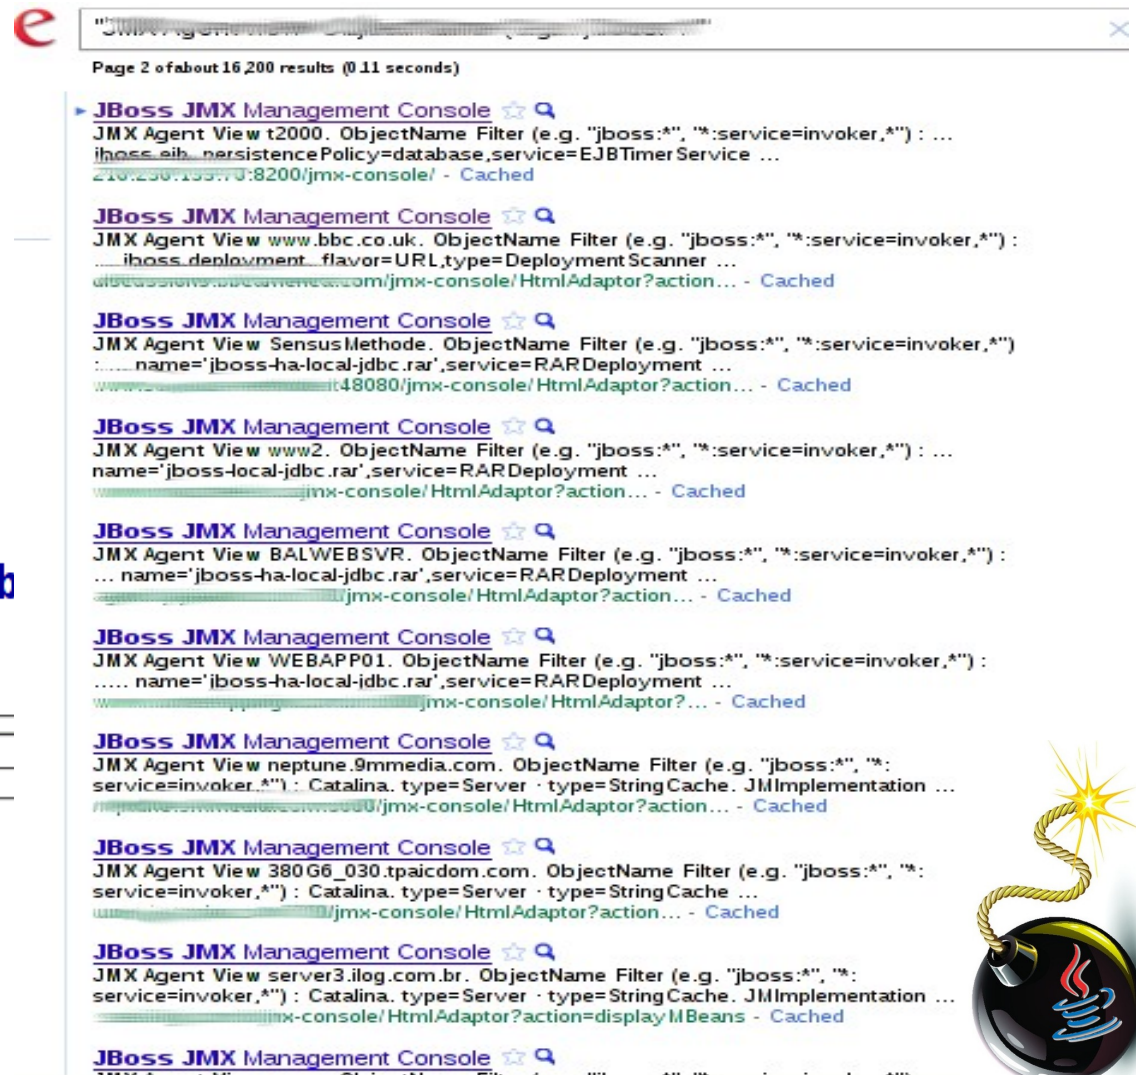 e
Page 2 of about 16,200 results (0.11 seconds)
JBoss JMX Management Console
JMX Agent View t2000. ObjectName Filter (e.g. "jboss:*", "*:service=invoker,*") : ...
persistencePolicy=database,service=EJBTimerService ...
:8200/jmx-console/ - Cached
JBoss JMX Management Console
JMX Agent View www.bbc.co.uk. ObjectName Filter (e.g. "jboss:*", "*:service=invoker,*") :
.... jboss.deployment. flavor=URL,type=DeploymentScanner ...
om/jmx-console/HtmlAdaptor?action... - Cached
JBoss JMX Management Console
JMX Agent View SensusMethode. ObjectName Filter (e.g. "jboss:*", "*:service=invoker,*")
:..... name='jboss-ha-local-jdbc.rar',service=RARDeployment ...
48080/jmx-console/HtmlAdaptor?action... - Cached
JBoss JMX Management Console
JMX Agent View www2. ObjectName Filter (e.g. "jboss:*", "*:service=invoker,*") : ...
name='jboss-local-jdbc.rar',service=RARDeployment ...
jmx-console/HtmlAdaptor?action... - Cached
JBoss JMX Management Console
JMX Agent View BALWEBSVR. ObjectName Filter (e.g. "jboss:*", "*:service=invoker,*") :
... name='jboss-ha-local-jdbc.rar',service=RARDeployment ...
/jmx-console/HtmlAdaptor?action... - Cached
b
JBoss JMX Management Console
JMX Agent View WEBAPP01. ObjectName Filter (e.g. "jboss:*", "*:service=invoker,*") :
..... name='jboss-ha-local-jdbc.rar',service=RARDeployment ...
jmx-console/HtmlAdaptor?... - Cached
JBoss JMX Management Console
JMX Agent View neptune.9mmedia.com. ObjectName Filter (e.g. "jboss:*", "*:
service=invoker,*") : Catalina. type=Server · type=StringCache. JMImplementation ...
/jmx-console/HtmlAdaptor?action... - Cached
JBoss JMX Management Console
JMX Agent View 380G6_030.tpaicdom.com. ObjectName Filter (e.g. "jboss:*", "*:
service=invoker,*") : Catalina. type=Server · type=StringCache ...
/jmx-console/HtmlAdaptor?action... - Cached
JBoss JMX Management Console
JMX Agent View server3.ilog.com.br. ObjectName Filter (e.g. "jboss:*", "*:
service=invoker,*") : Catalina. type=Server · type=StringCache. JMImplementation ...
x-console/HtmlAdaptor?action=displayMBeans - Cached
JBoss JMX Management Console